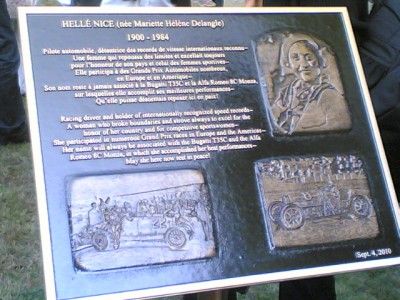 HELLÉ NICE (née Mariette Hélène Delangle)
1900 - 1984
Pilote automobile, détentrice des records de vitesse internationaux reconnu—
Une femme qui repoussa des limites et excellait toujours
pour l'honneur de son pays et celui des femmes sportives—
Elle participa à des Grands Prix Automobiles nombreux
en Europe et en Amerique—
Son nom reste à jamais associé à la Bugatti T35C et la Alfa Romeo 8C Monza,
sur lesquelles elle accomplit ses meilleures performances—
Qu'elle puisse désormais reposer ici en paix!
Racing driver and holder of internationally recognized speed records—
A woman who broke boundaries and strove always to excel for the
honor of her country and for competitive sportswomen—
She participated in numerous Grand Prix races in Europe and the Americas—
Her name will always be associated with the Bugatti T35C and the Alfa
Romeo 8C Monza, in which she accomplished her best performances—
May she here now rest in peace!
Sept. 4, 2010